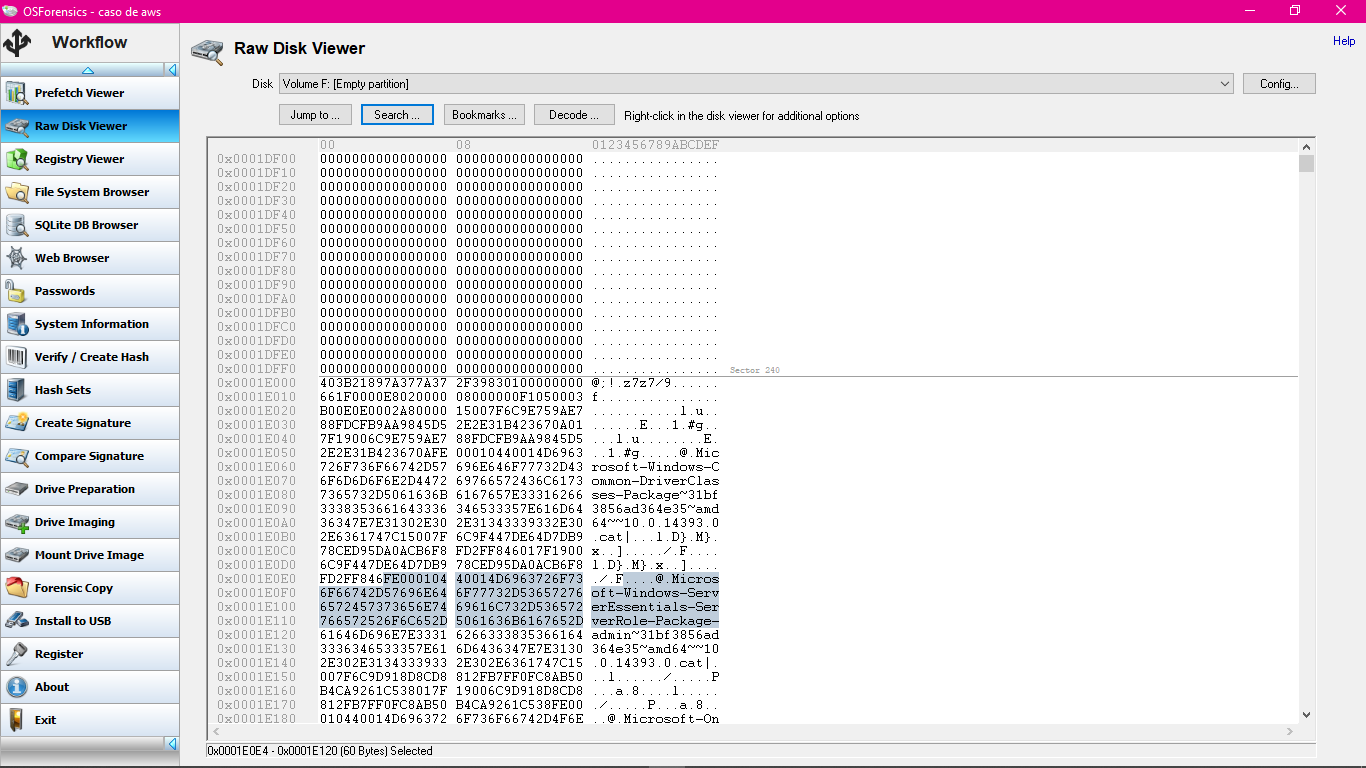 OSForensics - caso de aws
Workflow
Prefetch Viewer
Raw Disk Viewer
Registry Viewer
File System Browser
SQLite DB Browser
Web Browser
Passwords
System Information
Verify / Create Hash
Hash Sets
Create Signature
Compare Signature
Drive Preparation
Drive Imaging
Mount Drive Image
Forensic Copy
Install to USB
Register
About
Exit
Raw Disk Viewer
Help
Disk Volume F: [Empty partition] Config...
Jump to ... Search ... Bookmarks ... Decode ... Right-click in the disk viewer for additional options
00 08 0123456789ABCDEF
0x0001DF00 0000000000000000 0000000000000000 ................
0x0001DF10 0000000000000000 0000000000000000 ................
0x0001DF20 0000000000000000 0000000000000000 ................
0x0001DF30 0000000000000000 0000000000000000 ................
0x0001DF40 0000000000000000 0000000000000000 ................
0x0001DF50 0000000000000000 0000000000000000 ................
0x0001DF60 0000000000000000 0000000000000000 ................
0x0001DF70 0000000000000000 0000000000000000 ................
0x0001DF80 0000000000000000 0000000000000000 ................
0x0001DF90 0000000000000000 0000000000000000 ................
0x0001DFA0 0000000000000000 0000000000000000 ................
0x0001DFB0 0000000000000000 0000000000000000 ................
0x0001DFC0 0000000000000000 0000000000000000 ................
0x0001DFD0 0000000000000000 0000000000000000 ................
0x0001DFE0 0000000000000000 0000000000000000 ................
0x0001DFF0 0000000000000000 0000000000000000 ................ Sector 240
0x0001E000 403B21897A377A37 2F39830100000000 @;!.z7z7/9......
0x0001E010 661F0000E8020000 08000000F1050003 f...............
0x0001E020 B00E0E0002A80000 15007F6C9E759AE7 ...........l.u..
0x0001E030 88FDCFB9AA9845D5 2E2E31B423670A01 ......E...1.#g..
0x0001E040 7F19006C9E759AE7 88FDCFB9AA9845D5 ...l.u........E.
0x0001E050 2E2E31B423670AFE 00010440014D6963 ..1.#g.....@.Mic
0x0001E060 726F736F66742D57 696E646F77732D43 rosoft-Windows-C
0x0001E070 6F6D6D6F6E2D4472 69766572436C6173 ommon-DriverClas
0x0001E080 7365732D5061636B 6167657E33316266 ses-Package~31bf
0x0001E090 3338353661643336 346533357E616D64 3856ad364e35~amd
0x0001E0A0 36347E7E31302E30 2E31343339332E30 64~~10.0.14393.0
0x0001E0B0 2E6361747C15007F 6C9F447DE64D7DB9 .cat|...l.D}.M}.
0x0001E0C0 78CED95DA0ACB6F8 FD2FF846017F1900 x..]...../.F....
0x0001E0D0 6C9F447DE64D7DB9 78CED95DA0ACB6F8 l.D}.M}.x..]....
0x0001E0E0 FD2FF846FE000104 40014D6963726F73 ./.F....@.Micros
0x0001E0F0 6F66742D57696E64 6F77732D53657276 oft-Windows-Serv
0x0001E100 6572457373656E74 69616C732D536572 erEssentials-Ser
0x0001E110 766572526F6C652D 5061636B6167652D verRole-Package-
0x0001E120 61646D696E7E3331 6266333835366164 admin~31bf3856ad
0x0001E130 3336346533357E61 6D6436347E7E3130 364e35~amd64~~10
0x0001E140 2E302E3134333933 2E302E6361747C15 .0.14393.0.cat|.
0x0001E150 007F6C9D918D8CD8 812FB7FF0FC8AB50 ..l....../.....P
0x0001E160 B4CA9261C538017F 19006C9D918D8CD8 ...a.8....l.....
0x0001E170 812FB7FF0FC8AB50 B4CA9261C538FE00 ./.....P...a.8..
0x0001E180 010440014D696372 6F736F66742D4F6E ..@.Microsoft-On
0x0001E0E4 - 0x0001E120 (60 Bytes) Selected